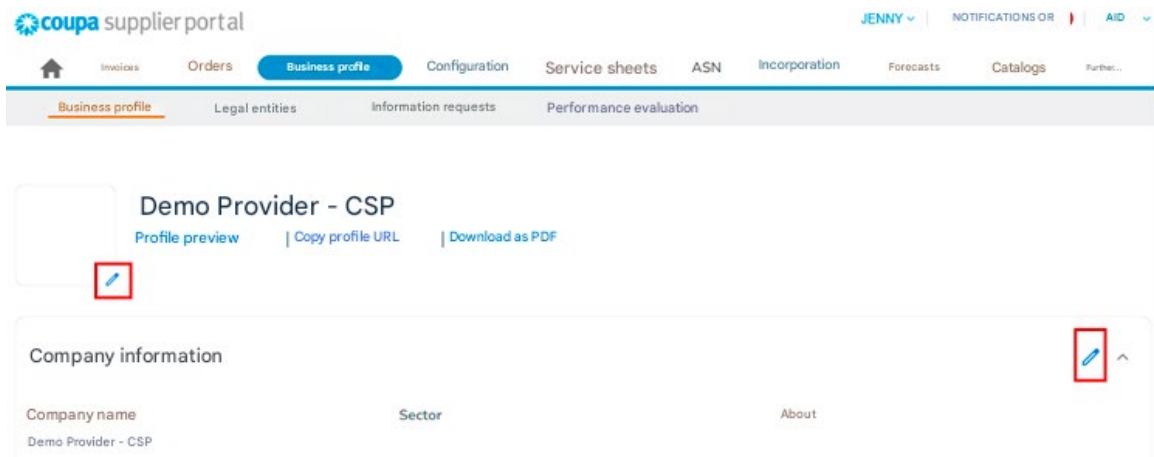 coupa supplier portal
JENNY NOTIFICATIONS OR AID
Invoices Orders Business profile Configuration Service sheets ASN Incorporation Forecasts Catalogs Further...
Business profile Legal entities Information requests Performance evaluation
Demo Provider - CSP
Profile preview | Copy profile URL | Download as PDF
Company information
Company name Sector About
Demo Provider - CSP